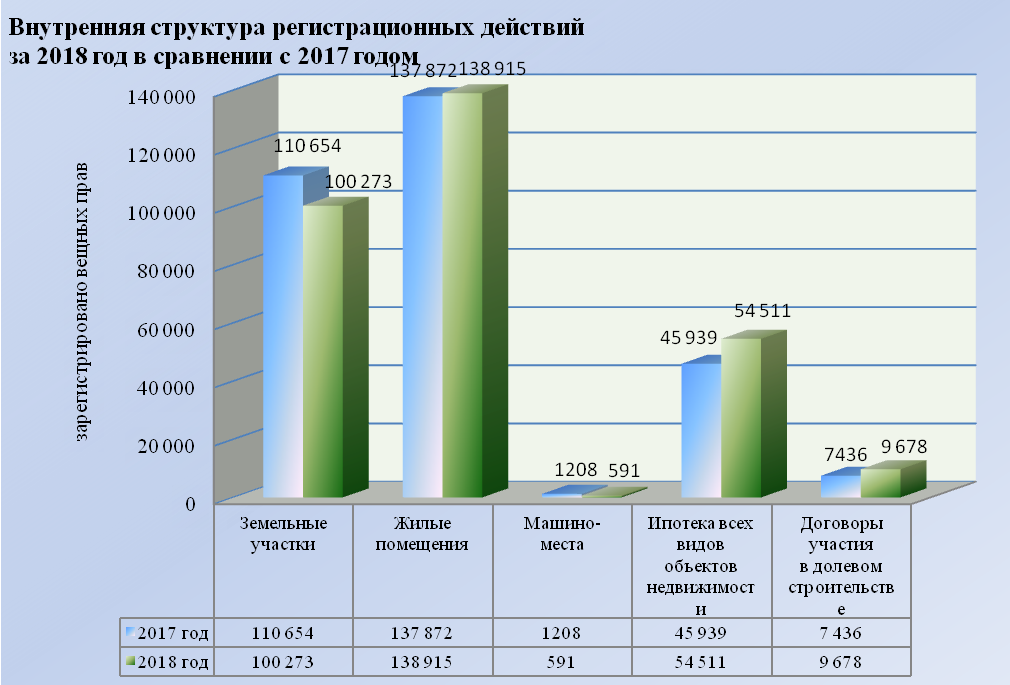 Внутренняя структура регистрационных действий
за 2018 год в сравнении с 2017 годом
зарегистрировано вещных прав
140 000
120 000
100 000
80 000
60 000
40 000
20 000
0
110 654
100 273
137 872
138 915
1208
591
45 939
54 511
7436
9 678
Земельные
участки
Жилые
помещения
Машино-
места
Ипотека всех
видов
объектов
недвижимост
и
Договоры
участия
в долевом
строительств
е
2017 год 110 654 137 872 1208 45 939 7 436
2018 год 100 273 138 915 591 54 511 9 678